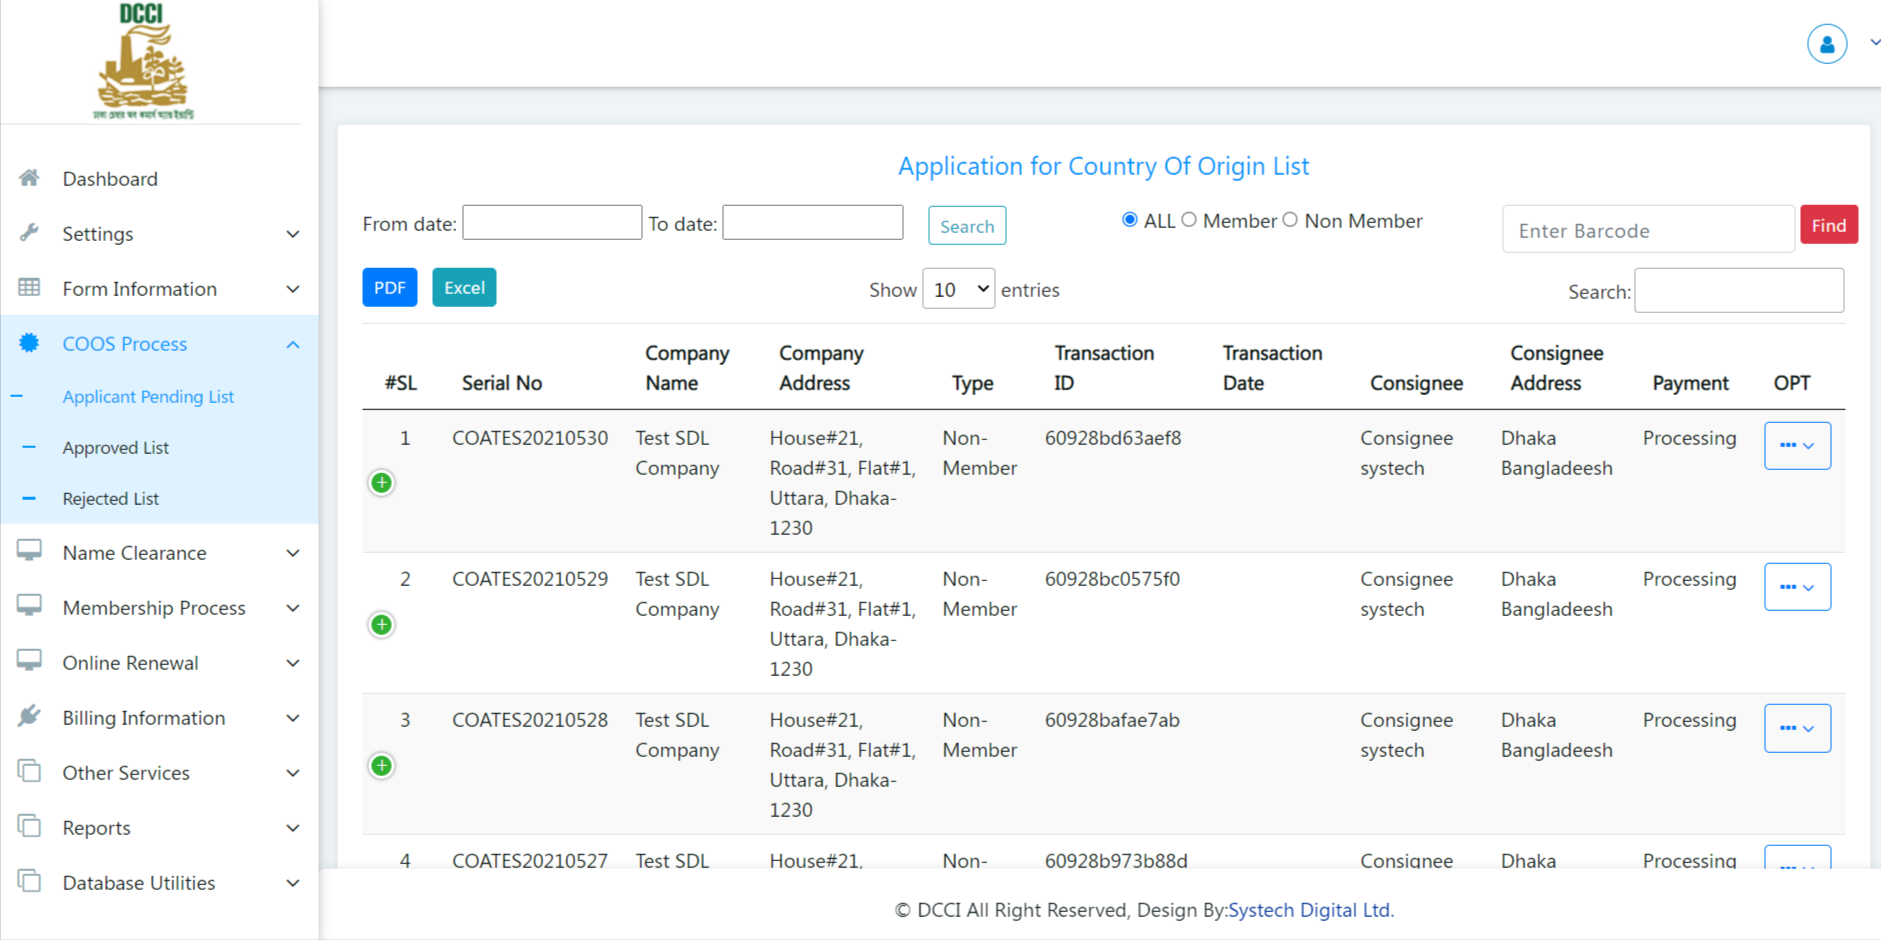 DCCI
ঢাকা চেম্বার অব কমার্স অ্যান্ড ইন্ডাস্ট্রি
Dashboard
Settings
Form Information
COOS Process
Applicant Pending List
Approved List
Rejected List
Name Clearance
Membership Process
Online Renewal
Billing Information
Other Services
Reports
Database Utilities
Application for Country Of Origin List
From date: To date: Search ALL Member Non Member Enter Barcode Find
PDF Excel Show 10 entries Search:
Company Company Transaction Transaction Consignee
#SL Serial No Name Address Type ID Date Consignee Address Payment OPT
1 COATES20210530 Test SDL House#21, Non- 60928bd63aef8 Consignee Dhaka Processing
Company Road#31, Flat#1, Member systech Bangladeesh
Uttara, Dhaka-
1230
2 COATES20210529 Test SDL House#21, Non- 60928bc0575f0 Consignee Dhaka Processing
Company Road#31, Flat#1, Member systech Bangladeesh
Uttara, Dhaka-
1230
3 COATES20210528 Test SDL House#21, Non- 60928bafae7ab Consignee Dhaka Processing
Company Road#31, Flat#1, Member systech Bangladeesh
Uttara, Dhaka-
1230
4 COATES20210527 Test SDL House#21, Non- 60928b973b88d Consignee Dhaka Processing
© DCCI All Right Reserved, Design By:Systech Digital Ltd.